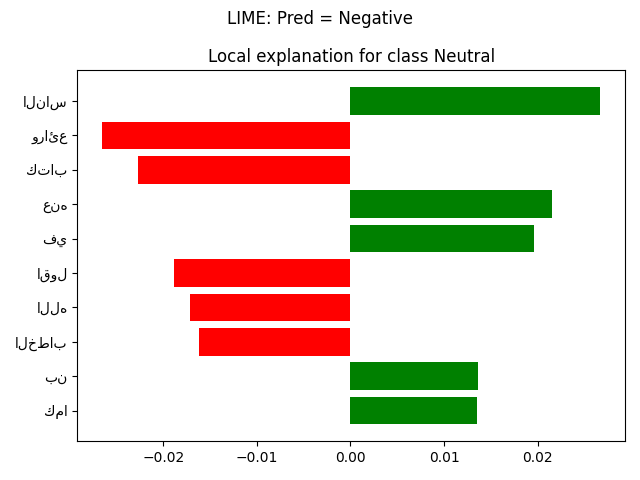 LIME: Pred = Negative
Local explanation for class Neutral
الناس
ورائع
كتاب
عنه
في
اقول
الله
الخطاب
بن
كما
−0.02 −0.01 0.00 0.01 0.02